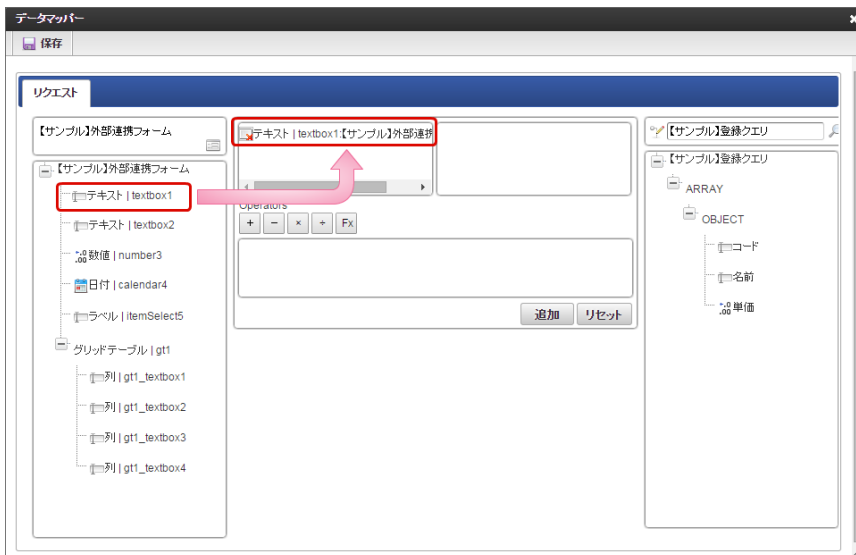 データマッパー
保存
リクエスト
【サンプル】外部連携フォーム
【サンプル】外部連携フォーム
テキスト | textbox1
テキスト | textbox2
数値 | number3
日付 | calendar4
ラベル | itemSelect5
グリッドテーブル | gt1
列 | gt1_textbox1
列 | gt1_textbox2
列 | gt1_textbox3
列 | gt1_textbox4
テキスト | textbox1:【サンプル】外部連携
Operators
+ − × ÷ Fx
追加 リセット
【サンプル】登録クエリ
【サンプル】登録クエリ
ARRAY
OBJECT
コード
名前
単価